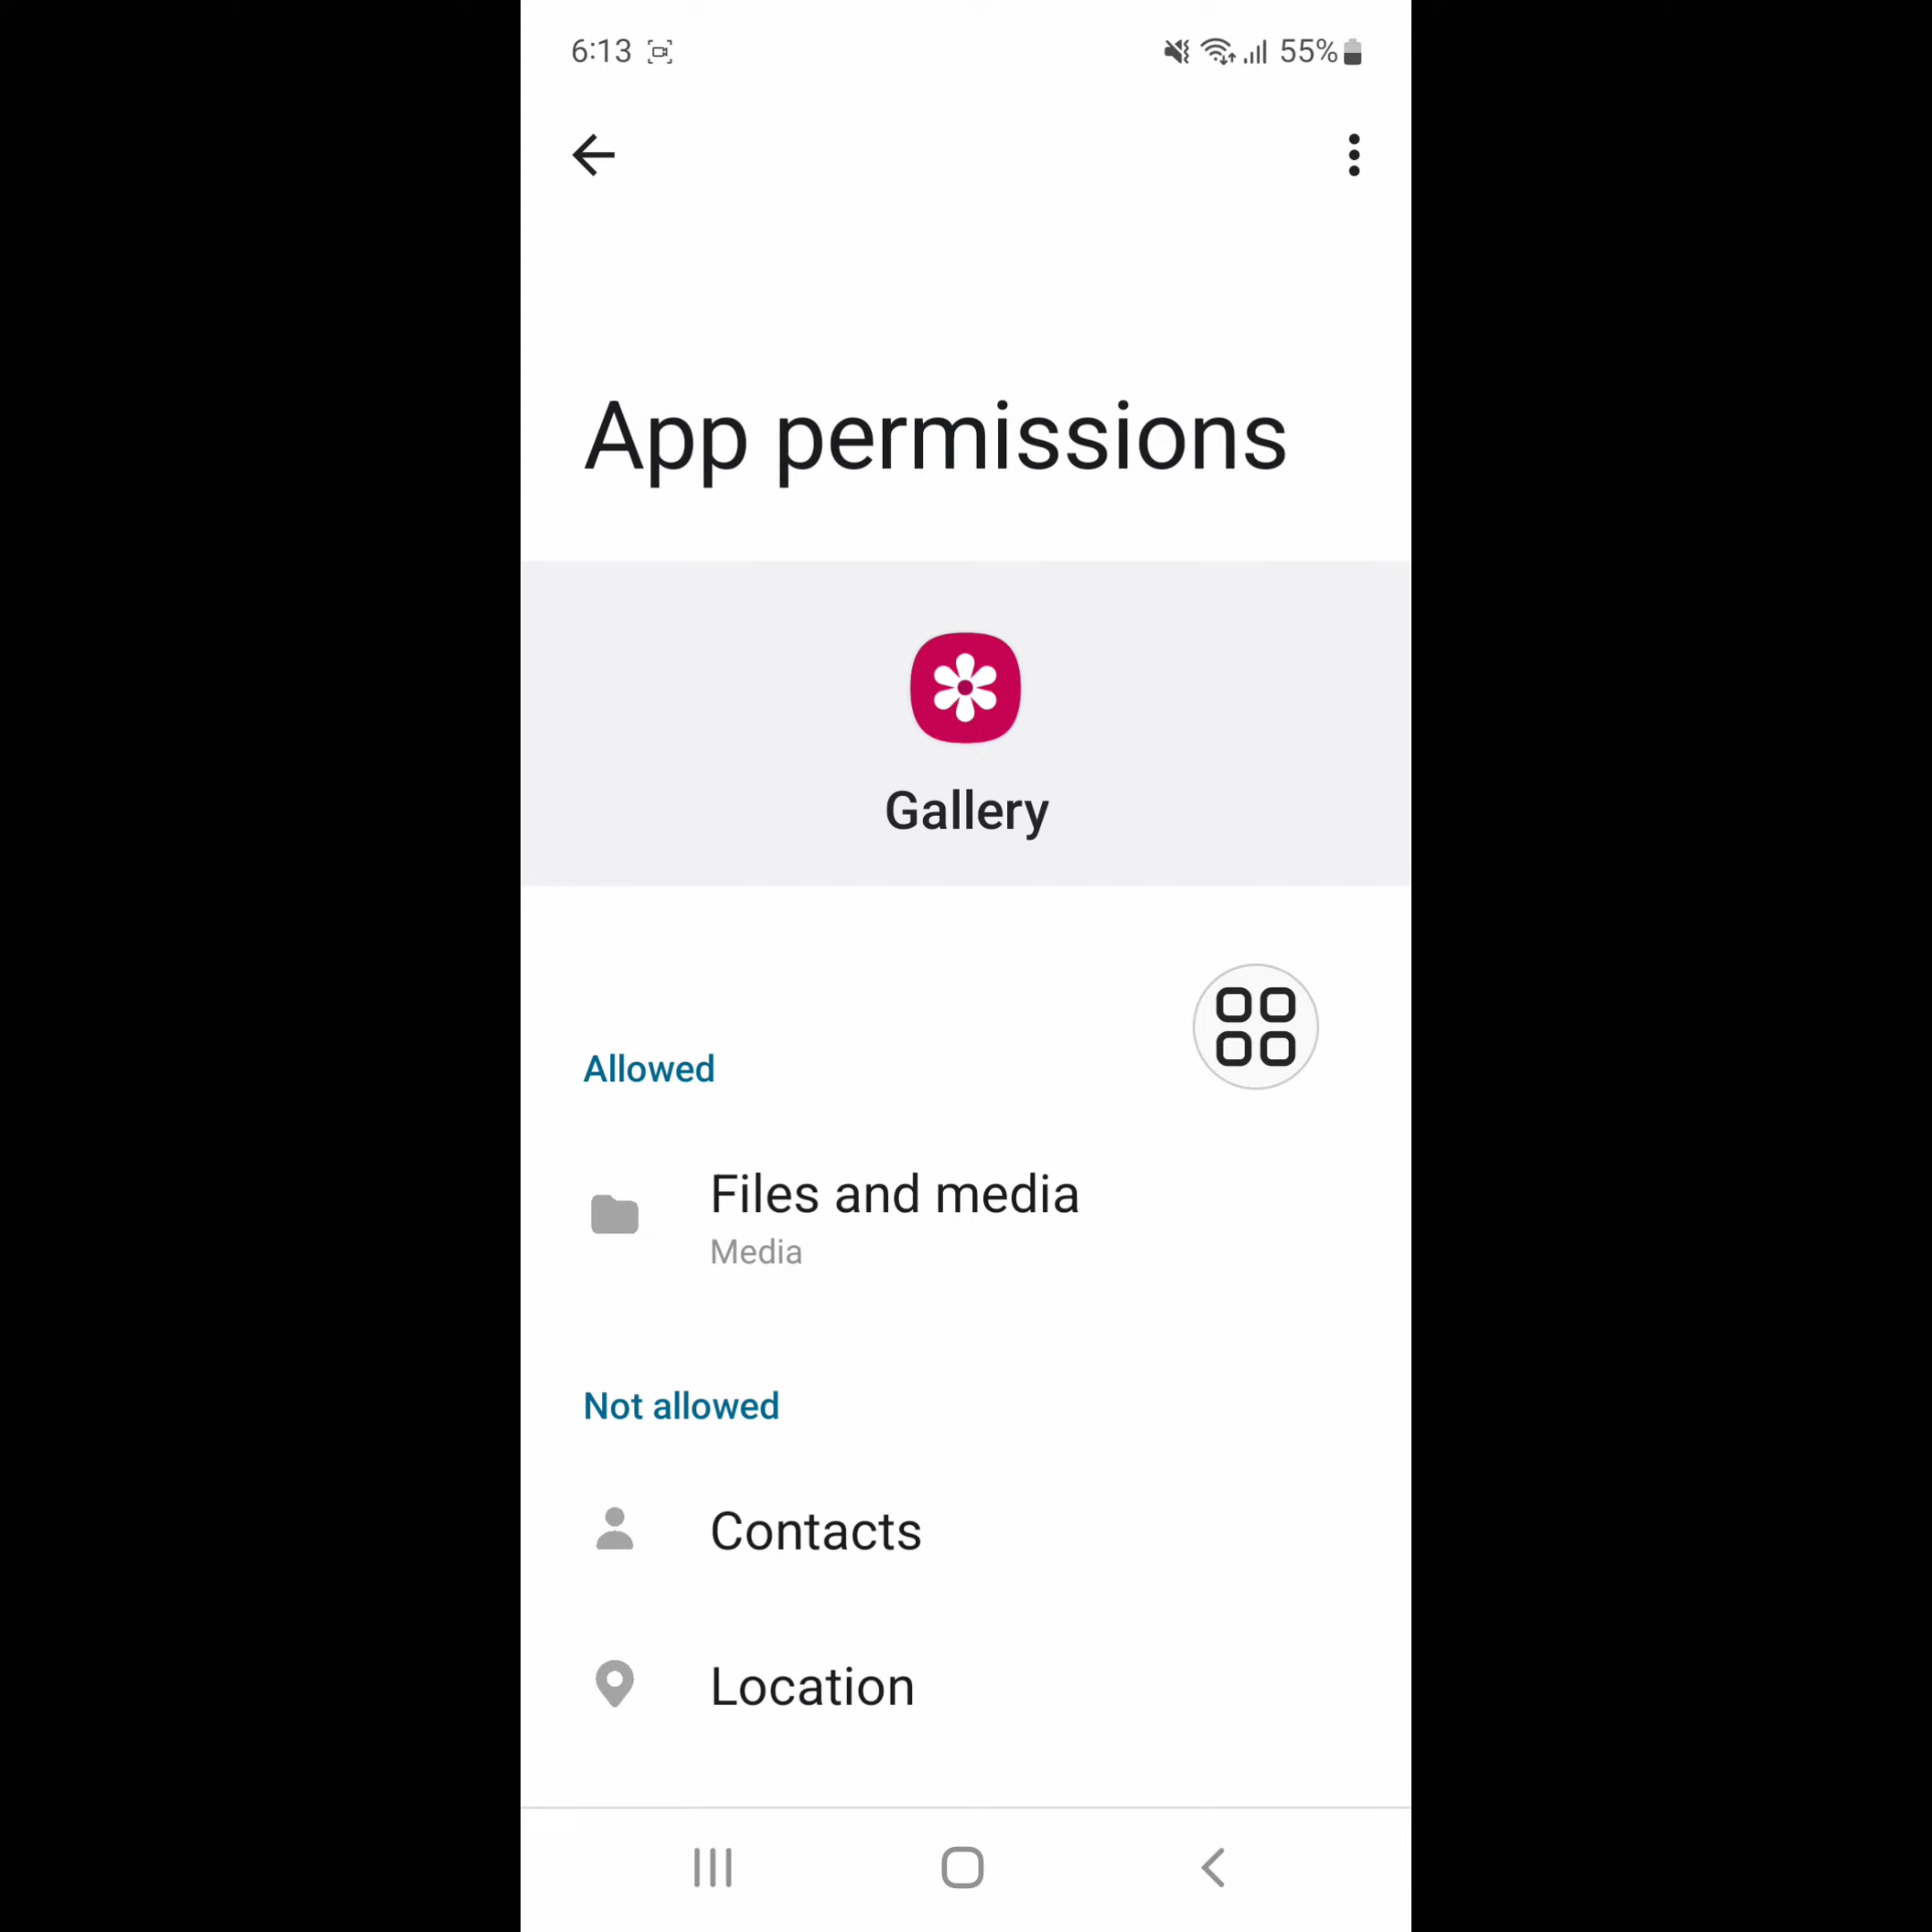 6:13 55%
App permissions
Gallery
Allowed
Files and media
Media
Not allowed
Contacts
Location